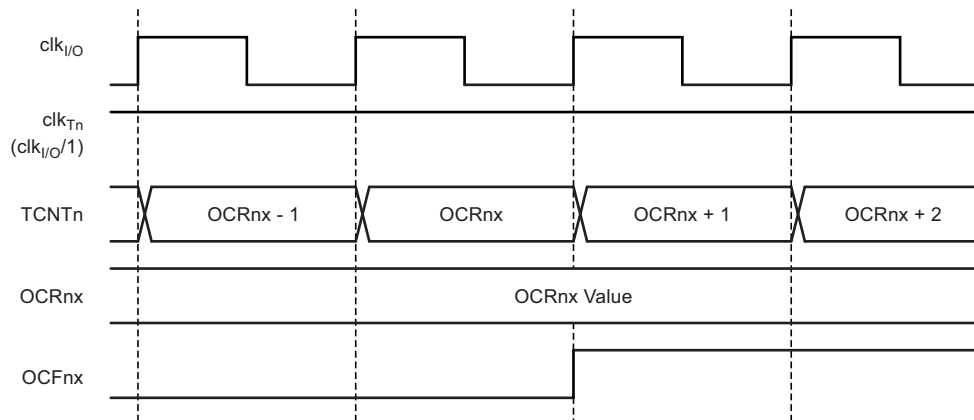 clkI/O
clkTn
(clkI/O/1)
TCNTn OCRnx - 1 OCRnx OCRnx + 1 OCRnx + 2
OCRnx OCRnx Value
OCFnx